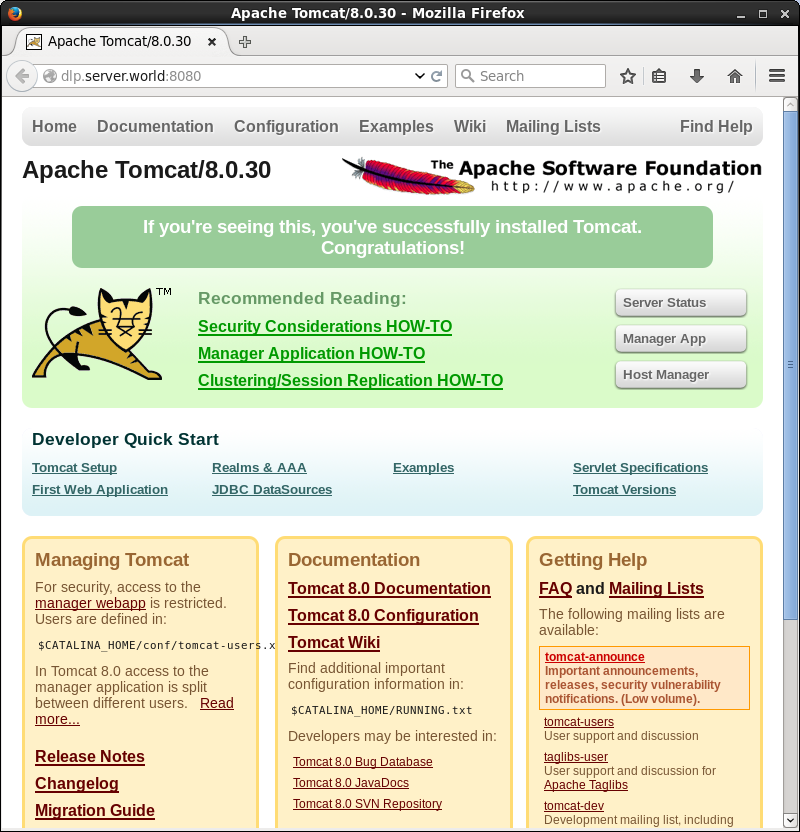 Apache Tomcat/8.0.30 - Mozilla Firefox
Apache Tomcat/8.0.30
dlp.server.world:8080
Search
Home Documentation Configuration Examples Wiki Mailing Lists Find Help
Apache Tomcat/8.0.30
The Apache Software Foundation
http://www.apache.org/
If you're seeing this, you've successfully installed Tomcat.
Congratulations!
TM
Recommended Reading:
Security Considerations HOW-TO
Manager Application HOW-TO
Clustering/Session Replication HOW-TO
Server Status
Manager App
Host Manager
Developer Quick Start
Tomcat Setup
First Web Application
Realms & AAA
JDBC DataSources
Examples
Servlet Specifications
Tomcat Versions
Managing Tomcat
For security, access to the
manager webapp is restricted.
Users are defined in:
$CATALINA_HOME/conf/tomcat-users.x
In Tomcat 8.0 access to the
manager application is split
between different users. Read
more...
Release Notes
Changelog
Migration Guide
Documentation
Tomcat 8.0 Documentation
Tomcat 8.0 Configuration
Tomcat Wiki
Find additional important
configuration information in:
$CATALINA_HOME/RUNNING.txt
Developers may be interested in:
Tomcat 8.0 Bug Database
Tomcat 8.0 JavaDocs
Tomcat 8.0 SVN Repository
Getting Help
FAQ and Mailing Lists
The following mailing lists are
available:
tomcat-announce
Important announcements,
releases, security vulnerability
notifications. (Low volume).
tomcat-users
User support and discussion
taglibs-user
User support and discussion for
Apache Taglibs
tomcat-dev
Development mailing list, including